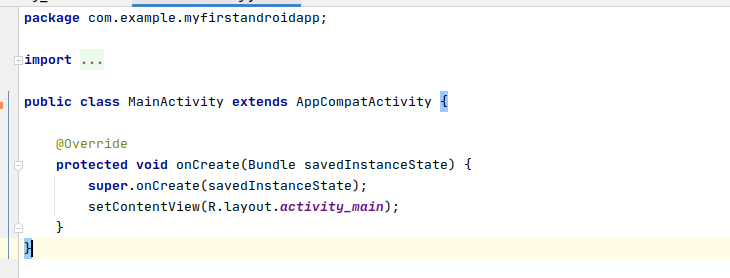 package com.example.myfirstandroidapp;
import ...
public class MainActivity extends AppCompatActivity {
@Override
protected void onCreate(Bundle savedInstanceState) {
super.onCreate(savedInstanceState);
setContentView(R.layout.activity_main);
}
}